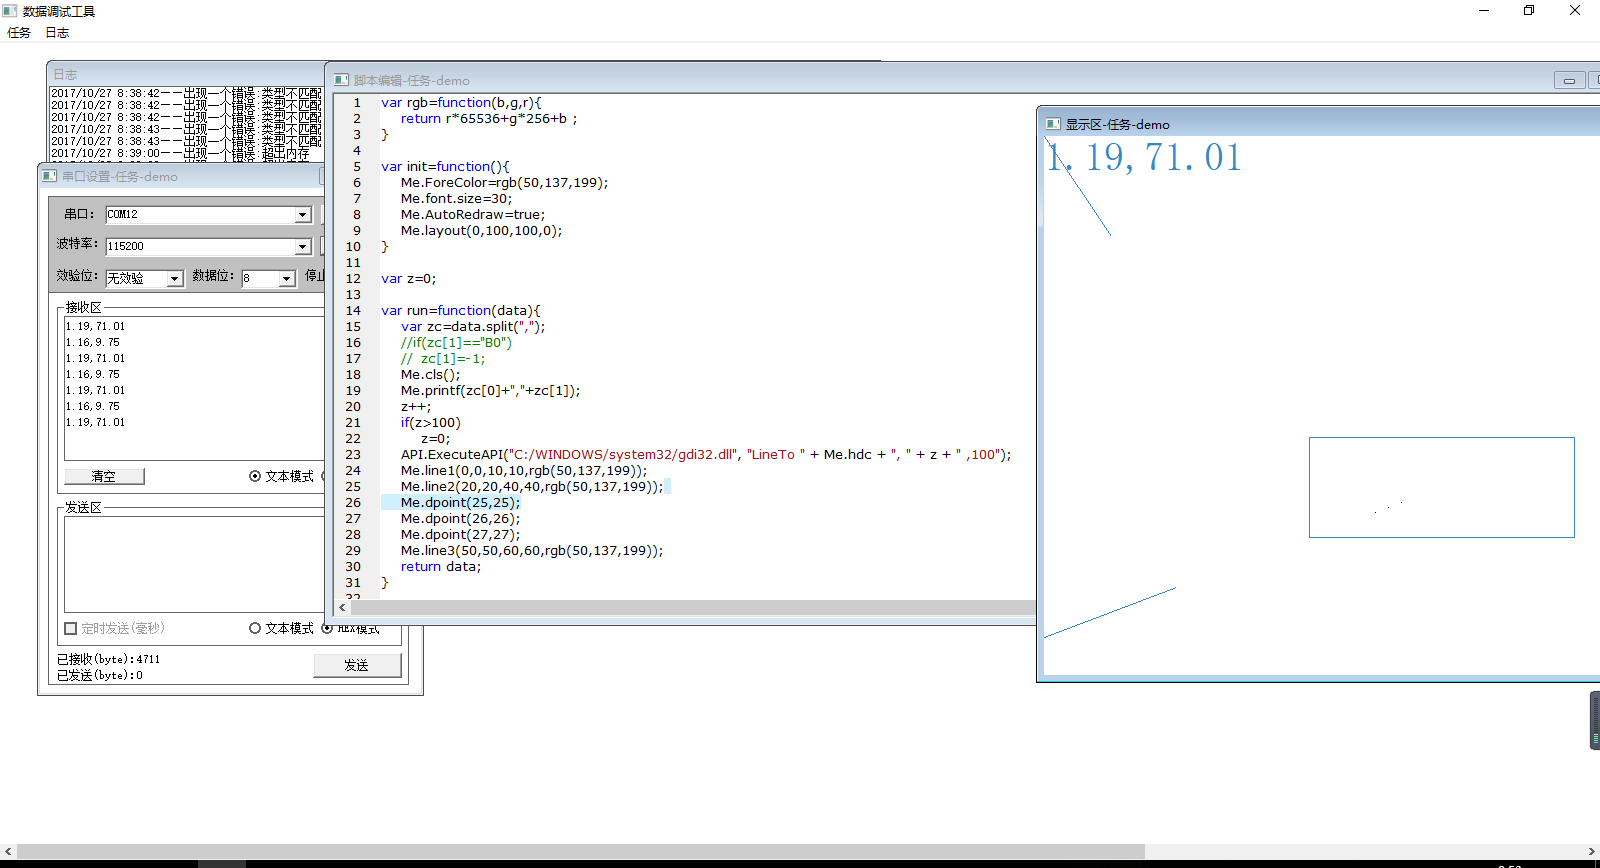 数据调试工具
任务 日志
日志
2017/10/27 8:38:42——出现一个错误:类型不匹配
2017/10/27 8:38:42——出现一个错误:类型不匹配
2017/10/27 8:38:42——出现一个错误:类型不匹配
2017/10/27 8:38:43——出现一个错误:类型不匹配
2017/10/27 8:38:43——出现一个错误:类型不匹配
2017/10/27 8:39:00——出现一个错误:超出内存
串口设置-任务-demo
串口: COM12
波特率: 115200
效验位: 无效验 数据位: 8 停止
接收区
1.19,71.01
1.16,9.75
1.19,71.01
1.16,9.75
1.19,71.01
1.16,9.75
1.19,71.01
清空 文本模式
发送区
定时发送(毫秒) 文本模式 HEX模式
已接收(byte):4711
已发送(byte):0
发送
脚本编辑-任务-demo
1 var rgb=function(b,g,r){
2 return r*65536+g*256+b ;
3 }
4
5 var init=function(){
6 Me.ForeColor=rgb(50,137,199);
7 Me.font.size=30;
8 Me.AutoRedraw=true;
9 Me.layout(0,100,100,0);
10 }
11
12 var z=0;
13
14 var run=function(data){
15 var zc=data.split(",");
16 //if(zc[1]=="B0")
17 // zc[1]=-1;
18 Me.cls();
19 Me.printf(zc[0]+","+zc[1]);
20 z++;
21 if(z>100)
22 z=0;
23 API.ExecuteAPI("C:/WINDOWS/system32/gdi32.dll", "LineTo " + Me.hdc + ", " + z + " ,100");
24 Me.line1(0,0,10,10,rgb(50,137,199));
25 Me.line2(20,20,40,40,rgb(50,137,199));
26 Me.dpoint(25,25);
27 Me.dpoint(26,26);
28 Me.dpoint(27,27);
29 Me.line3(50,50,60,60,rgb(50,137,199));
30 return data;
31 }
32
显示区-任务-demo
1.19,71.01